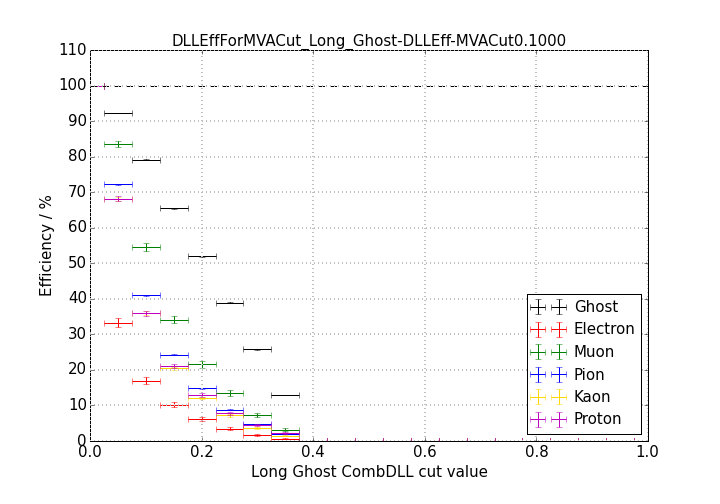 DLLEffForMVACut_Long_Ghost-DLLEff-MVACut0.1000
110
100
90
80
70
60
50
40
30
20
10
0
Efficiency / %
Ghost
Electron
Muon
Pion
Kaon
Proton
0.0 0.2 0.4 0.6 0.8 1.0
Long Ghost CombDLL cut value